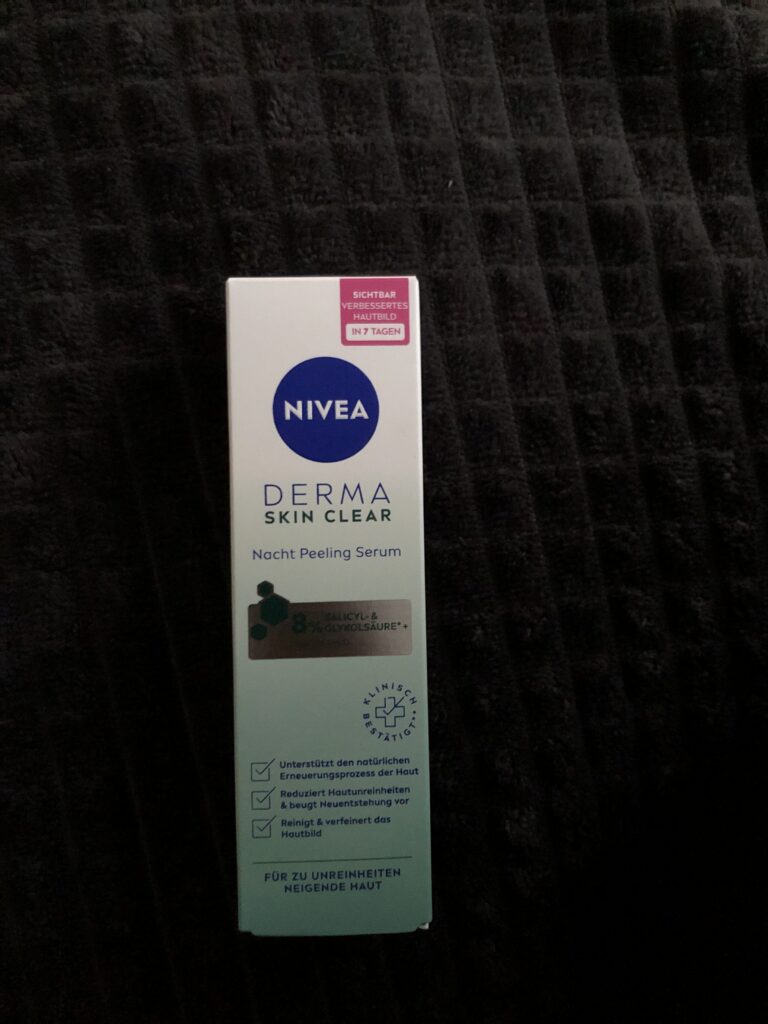 SICHTBAR
VERBESSERTES
HAUTBILD
IN 7 TAGEN
NIVEA
DERMA
SKIN CLEAR
Nacht Peeling Serum
8% SALICYL- &
GLYKOLSÄURE*+
KLINISCH BESTÄTIGT**
Unterstützt den natürlichen
Erneuerungsprozess der Haut
Reduziert Hautunreinheiten
& beugt Neuentstehung vor
Reinigt & verfeinert das
Hautbild
FÜR ZU UNREINHEITEN
NEIGENDE HAUT